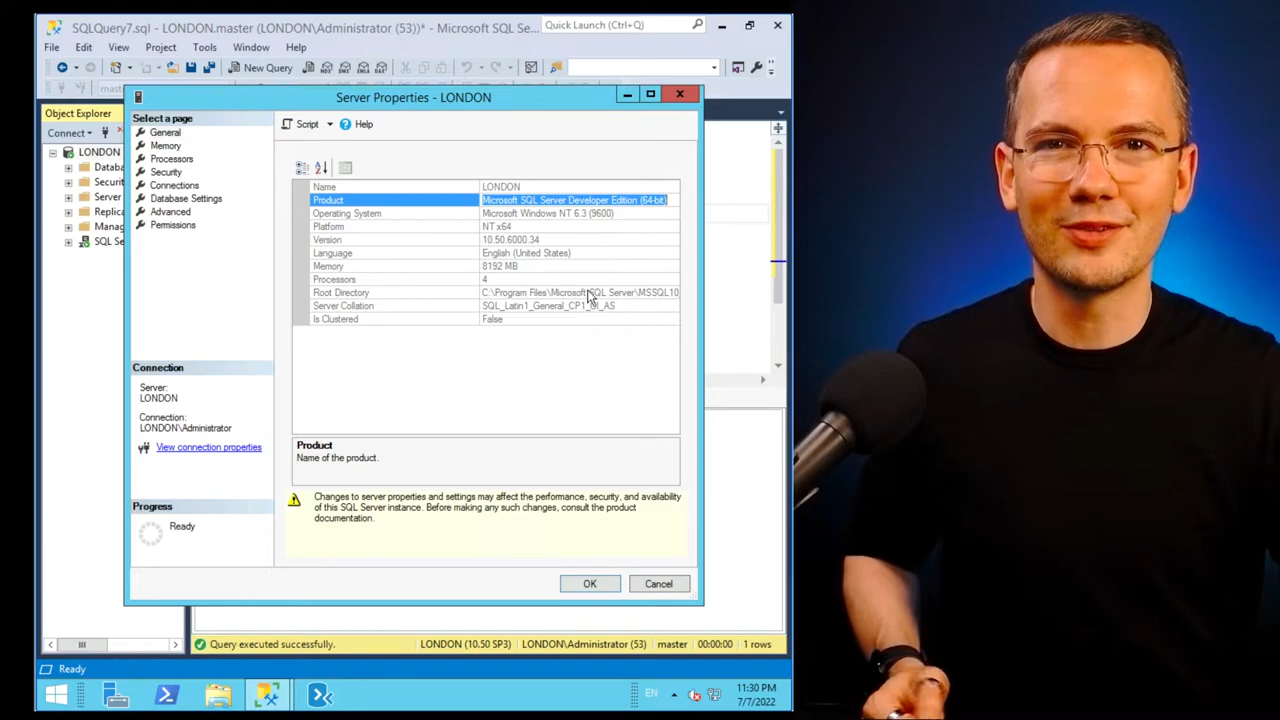 SQLQuery7.sql - LONDON.master (LONDON\Administrator (53))* - Microsoft SQL Se...
Quick Launch (Ctrl+Q)
File Edit View Project Tools Window Help
New Query
Server Properties - LONDON
Object Explorer
Connect
LONDON
Datab
Securit
Server
Replic
Manag
SQL Se
Select a page
General
Memory
Processors
Security
Connections
Database Settings
Advanced
Permissions
Script Help
Name LONDON
Product Microsoft SQL Server Developer Edition (64-bit)
Operating System Microsoft Windows NT 6.3 (9600)
Platform NT x64
Version 10.50.6000.34
Language English (United States)
Memory 8192 MB
Processors 4
Root Directory C:\Program Files\Microsoft SQL Server\MSSQL10
Server Collation SQL_Latin1_General_CP1_CI_AS
Is Clustered False
Connection
Server:
LONDON
Connection:
LONDON\Administrator
View connection properties
Progress
Ready
Product
Name of the product.
Changes to server properties and settings may affect the performance, security, and availability
of this SQL Server instance. Before making any such changes, consult the product
documentation.
OK Cancel
Query executed successfully. LONDON (10.50 SP3) LONDON\Administrator (53) master 00:00:00 1 rows
Ready
EN
11:30 PM
7/7/2022